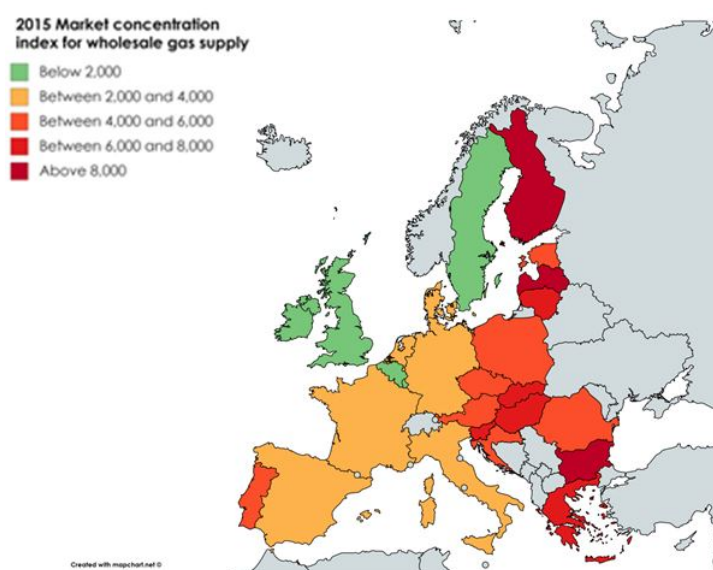 2015 Market concentration
index for wholesale gas supply
Below 2,000
Between 2,000 and 4,000
Between 4,000 and 6,000
Between 6,000 and 8,000
Above 8,000
Created with mapchart.net ©